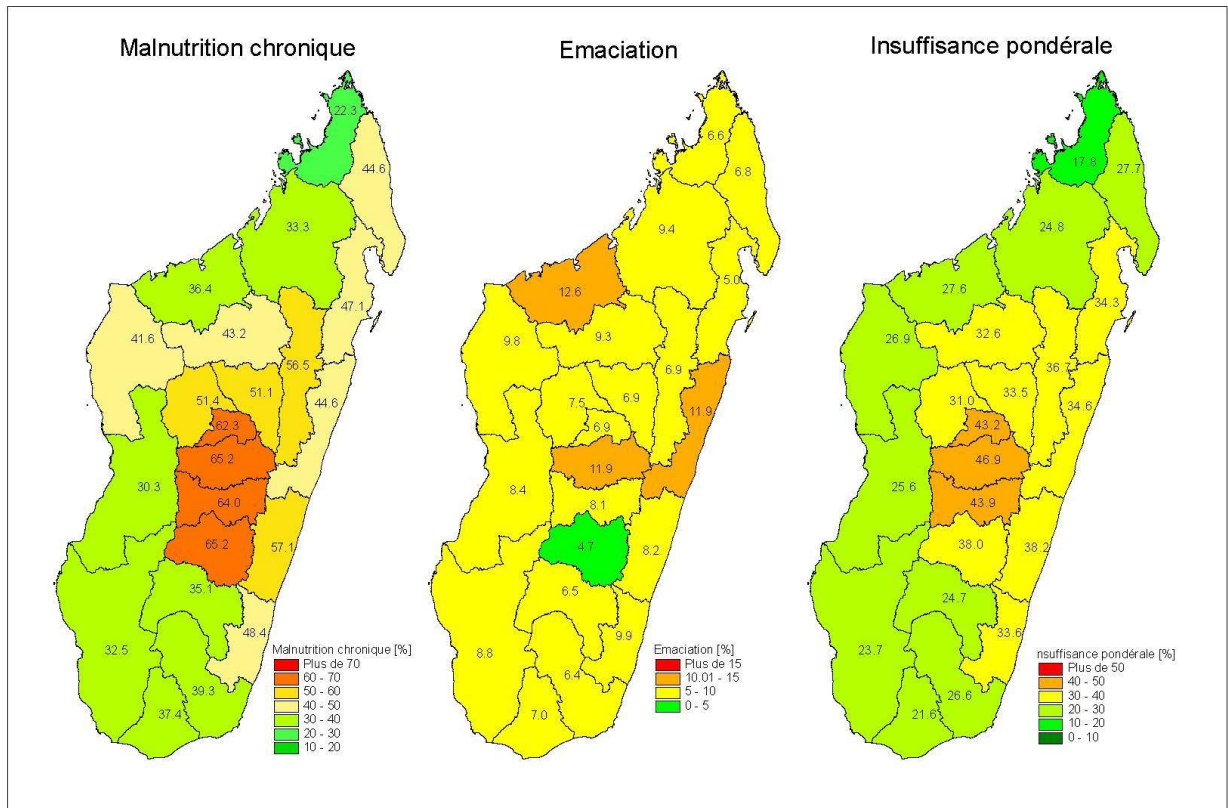 Malnutrition chronique
22.3
44.6
33.3
36.4
47.1
41.6
43.2
56.5
51.4
51.1
44.6
62.3
65.2
30.3
64.0
65.2
57.1
35.1
48.4
32.5
39.3
37.4
Malnutrition chronique [%]
Plus de 70
60 - 70
50 - 60
40 - 50
30 - 40
20 - 30
10 - 20
Emaciation
6.6
6.8
9.4
12.6
5.0
9.8
9.3
6.9
7.5
6.9
11.9
6.9
11.9
8.4
8.1
4.7
8.2
6.5
9.9
8.8
6.4
7.0
Emaciation [%]
Plus de 15
10.01 - 15
5 - 10
0 - 5
Insuffisance pondérale
17.8
27.7
24.8
27.6
34.3
26.9
32.6
36.7
31.0
33.5
34.6
43.2
46.9
25.6
43.9
38.0
38.2
24.7
33.6
23.7
26.6
21.6
nsuffisance pondérale [%]
Plus de 50
40 - 50
30 - 40
20 - 30
10 - 20
0 - 10